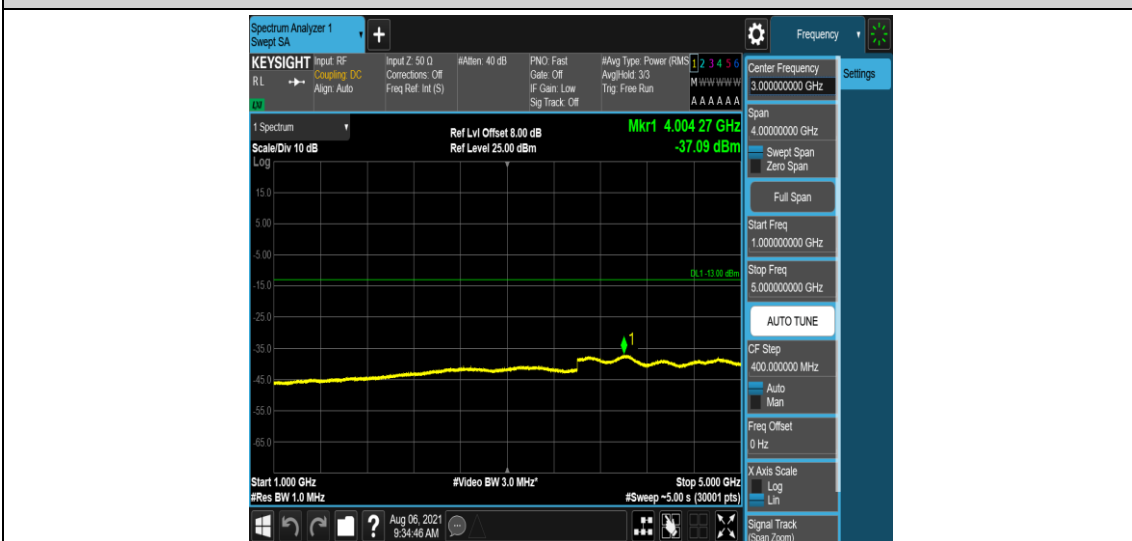 Spectrum Analyzer 1
Swept SA
+
Frequency
KEYSIGHT
RL
LXI
Input: RF
Coupling: DC
Align: Auto
Input Z: 50 Ω
Corrections: Off
Freq Ref: Int (S)
#Atten: 40 dB
PNO: Fast
Gate: Off
IF Gain: Low
Sig Track: Off
#Avg Type: Power (RMS
Avg|Hold: 3/3
Trig: Free Run
1 2 3 4 5 6
M W W W W W
A A A A A A
1 Spectrum
Scale/Div 10 dB
Log
Ref Lvl Offset 8.00 dB
Ref Level 25.00 dBm
Mkr1 4.004 27 GHz
-37.09 dBm
15.0
5.00
-5.00
-15.0
-25.0
-35.0
-45.0
-55.0
-65.0
DL1 -13.00 dBm
1
Start 1.000 GHz
#Res BW 1.0 MHz
#Video BW 3.0 MHz*
Stop 5.000 GHz
#Sweep ~5.00 s (30001 pts)
?
Aug 06, 2021
9:34:46 AM
Center Frequency
3.000000000 GHz
Settings
Span
4.00000000 GHz
Swept Span
Zero Span
Full Span
Start Freq
1.000000000 GHz
Stop Freq
5.000000000 GHz
AUTO TUNE
CF Step
400.000000 MHz
Auto
Man
Freq Offset
0 Hz
X Axis Scale
Log
Lin
Signal Track
(Span Zoom)